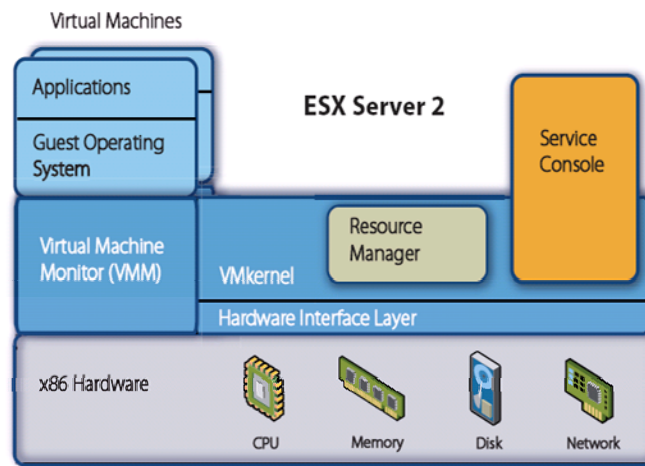 Virtual Machines
Applications
ESX Server 2
Guest Operating
System
Service
Console
Virtual Machine
Monitor (VMM)
VMkernel
Resource
Manager
Hardware Interface Layer
x86 Hardware
CPU
Memory
Disk
Network